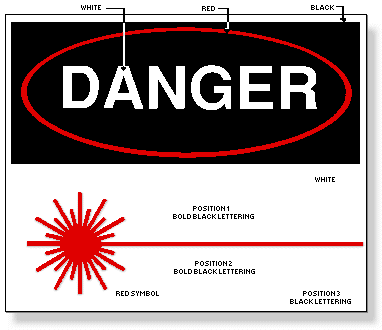 WHITE RED BLACK
DANGER
WHITE
POSITION 1
BOLD BLACK LETTERING
POSITION 2
BOLD BLACK LETTERING
RED SYMBOL POSITION 3
BLACK LETTERING